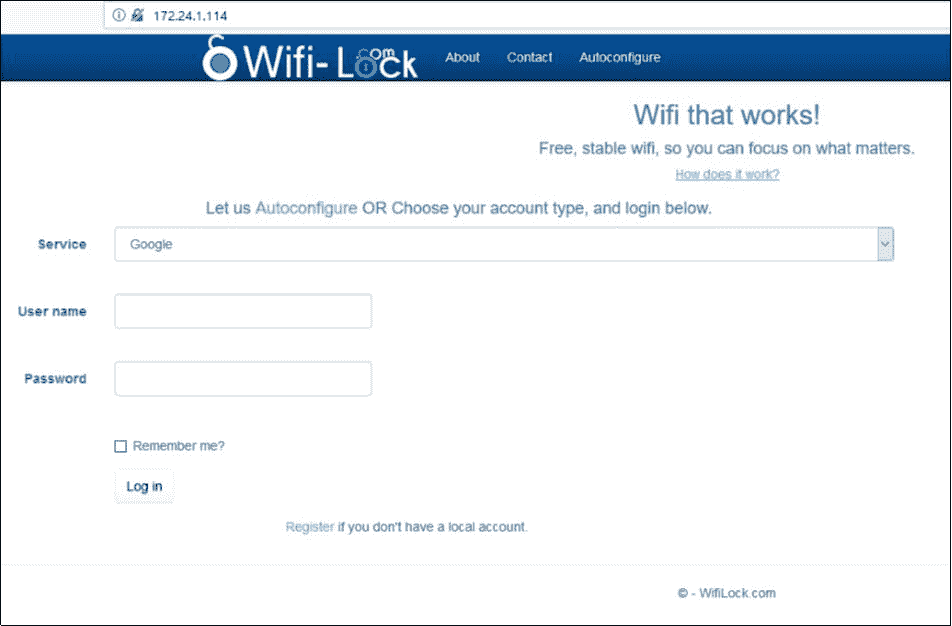 172.24.1.114
Wifi-Lock .com About Contact Autoconfigure
Wifi that works!
Free, stable wifi, so you can focus on what matters.
How does it work?
Let us Autoconfigure OR Choose your account type, and login below.
Service Google
User name
Password
Remember me?
Log in
Register if you don't have a local account.
© - WifiLock.com